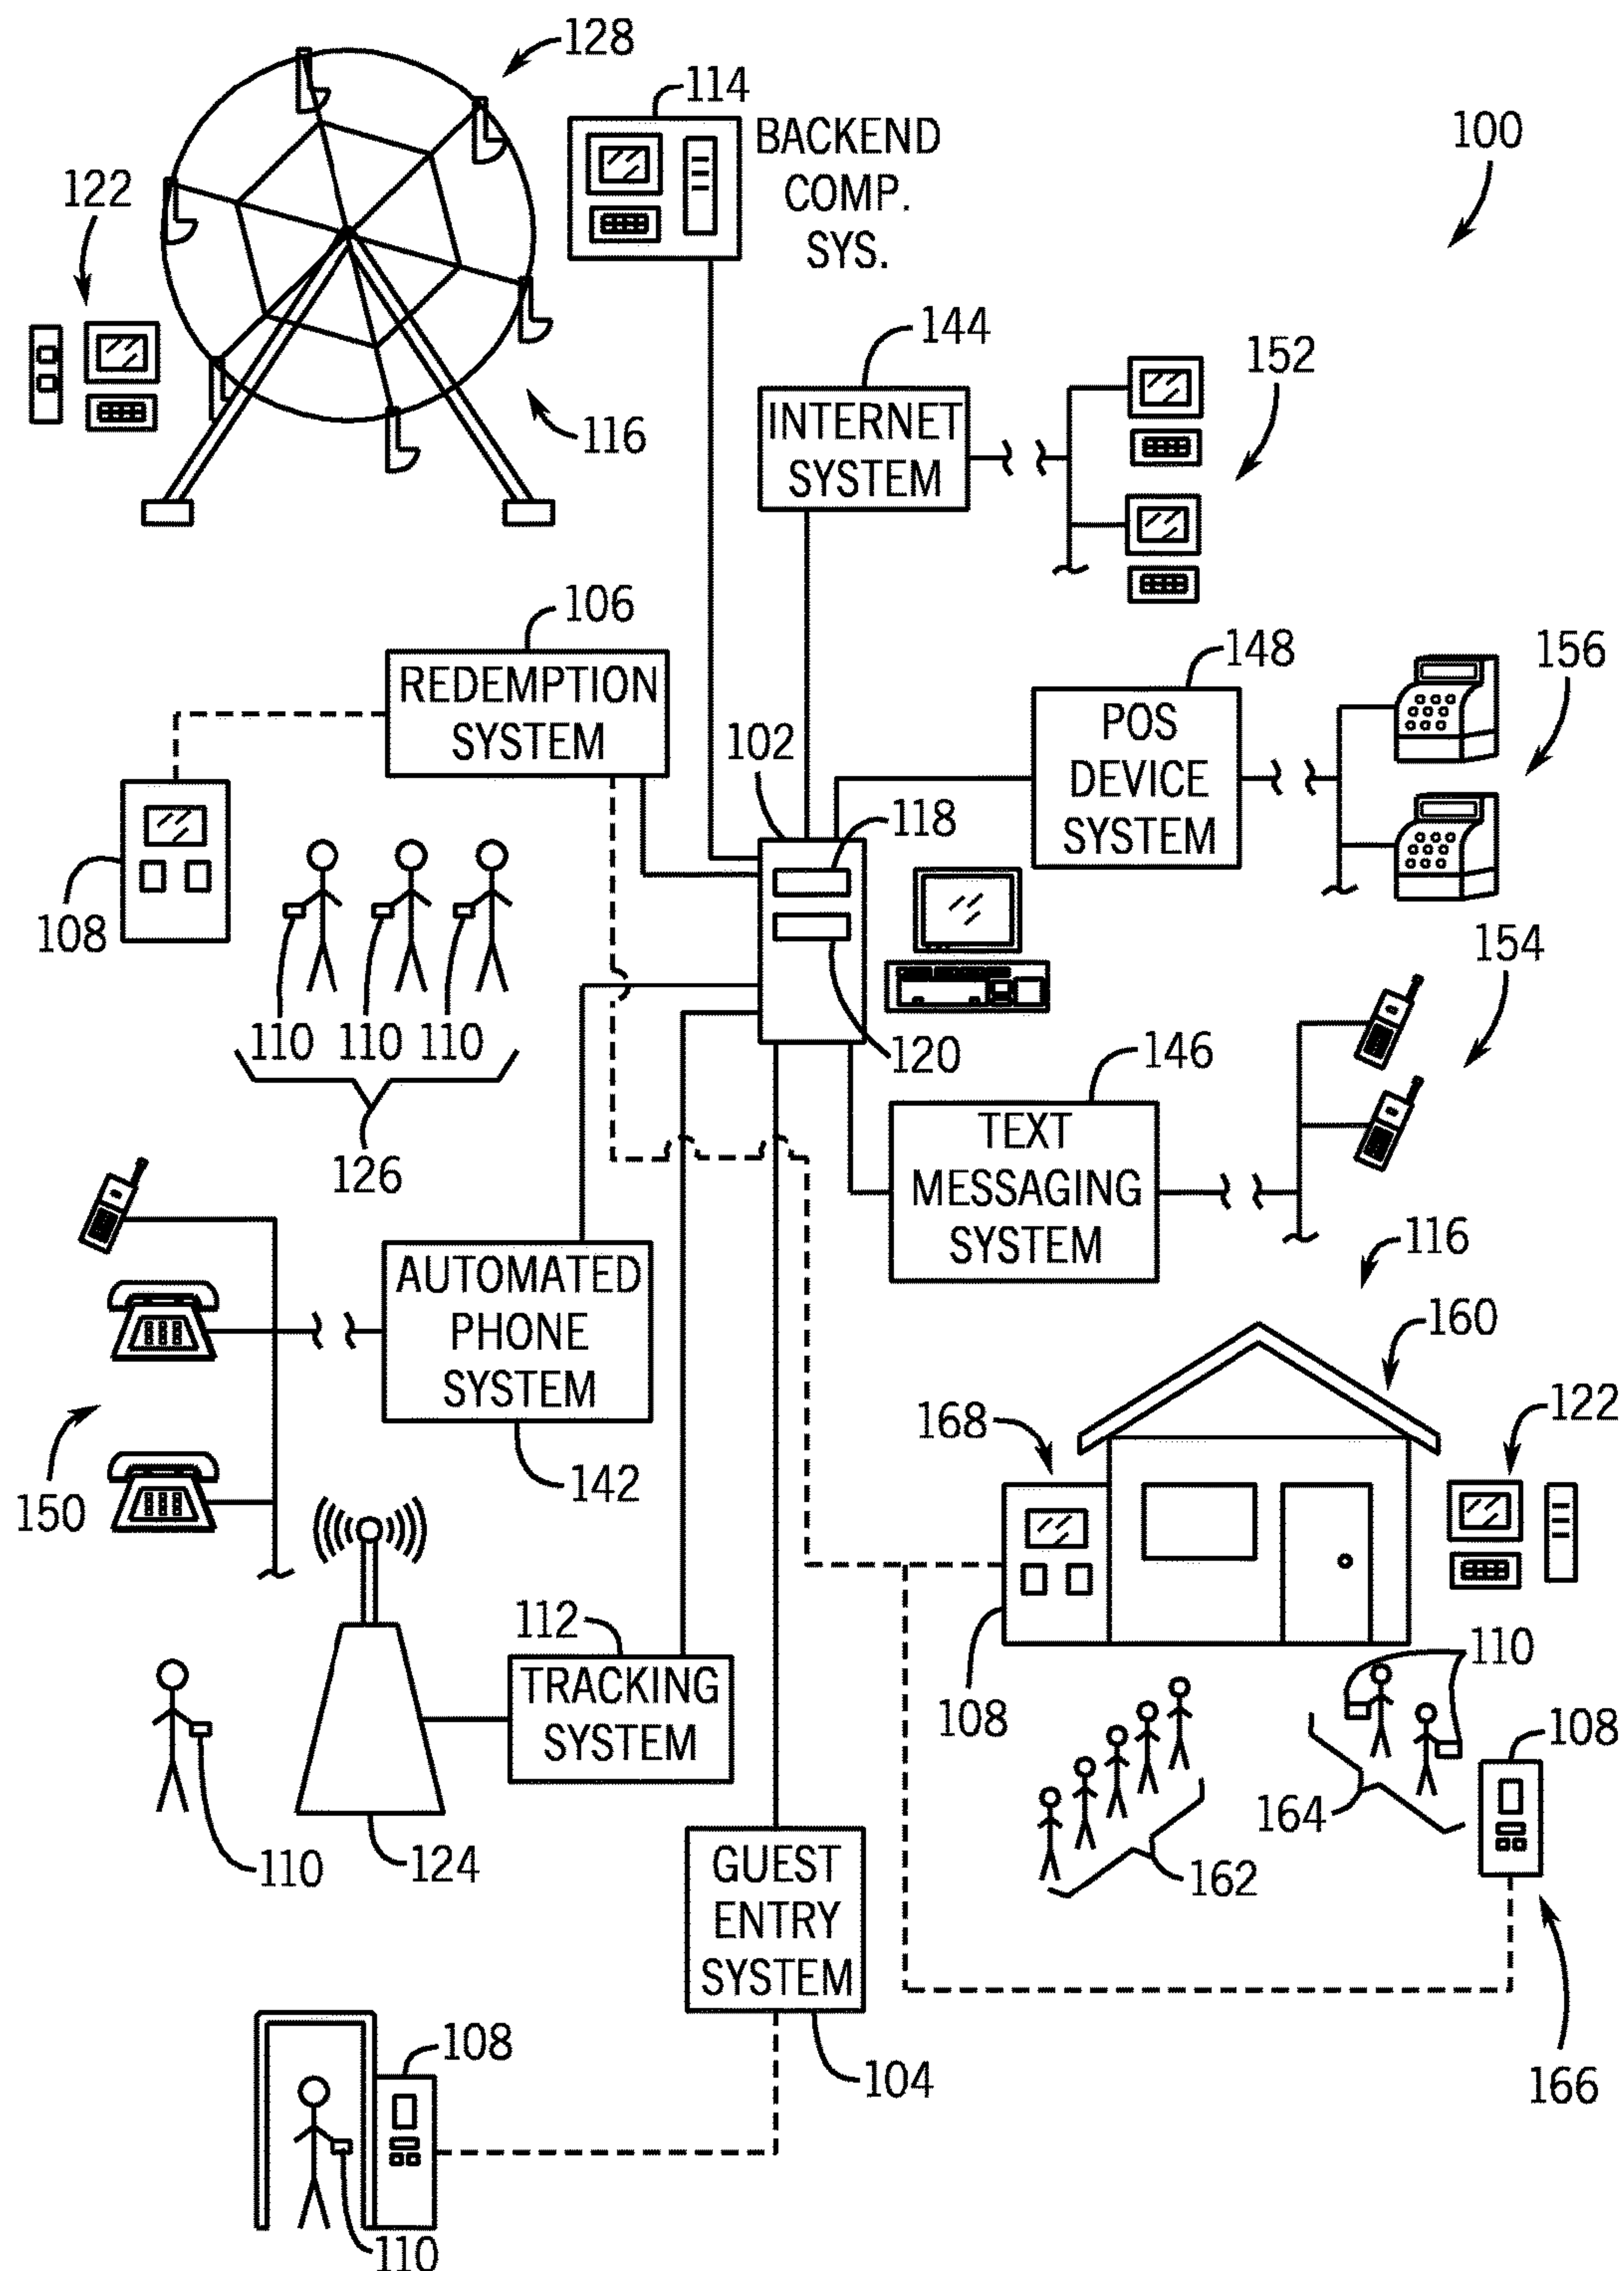 128
114
BACKEND
COMP.
SYS.
100
122
116
144
INTERNET
SYSTEM
152
106
REDEMPTION
SYSTEM
102
148
POS
DEVICE
SYSTEM
156
118
108
110
110
110
126
120
154
146
TEXT
MESSAGING
SYSTEM
116
AUTOMATED
PHONE
SYSTEM
150
142
160
122
168
112
TRACKING
SYSTEM
110
108
108
164
162
110
124
GUEST
ENTRY
SYSTEM
108
104
166
110